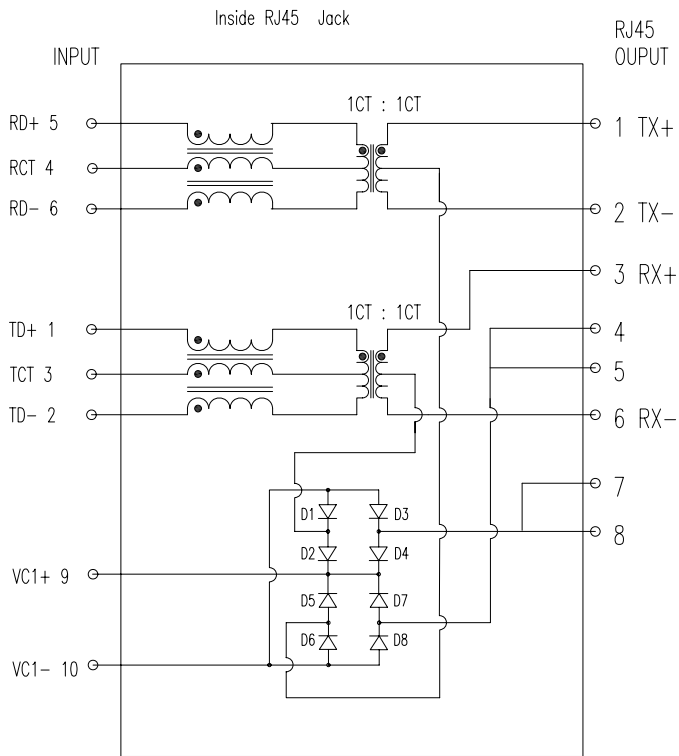 Inside RJ45 Jack
INPUT
RJ45
OUPUT
1CT : 1CT
RD+ 5
1 TX+
RCT 4
RD- 6
2 TX-
3 RX+
1CT : 1CT
TD+ 1
4
TCT 3
5
TD- 2
6 RX-
7
D1
D3
8
D2
D4
VC1+ 9
D5
D7
D6
D8
VC1- 10